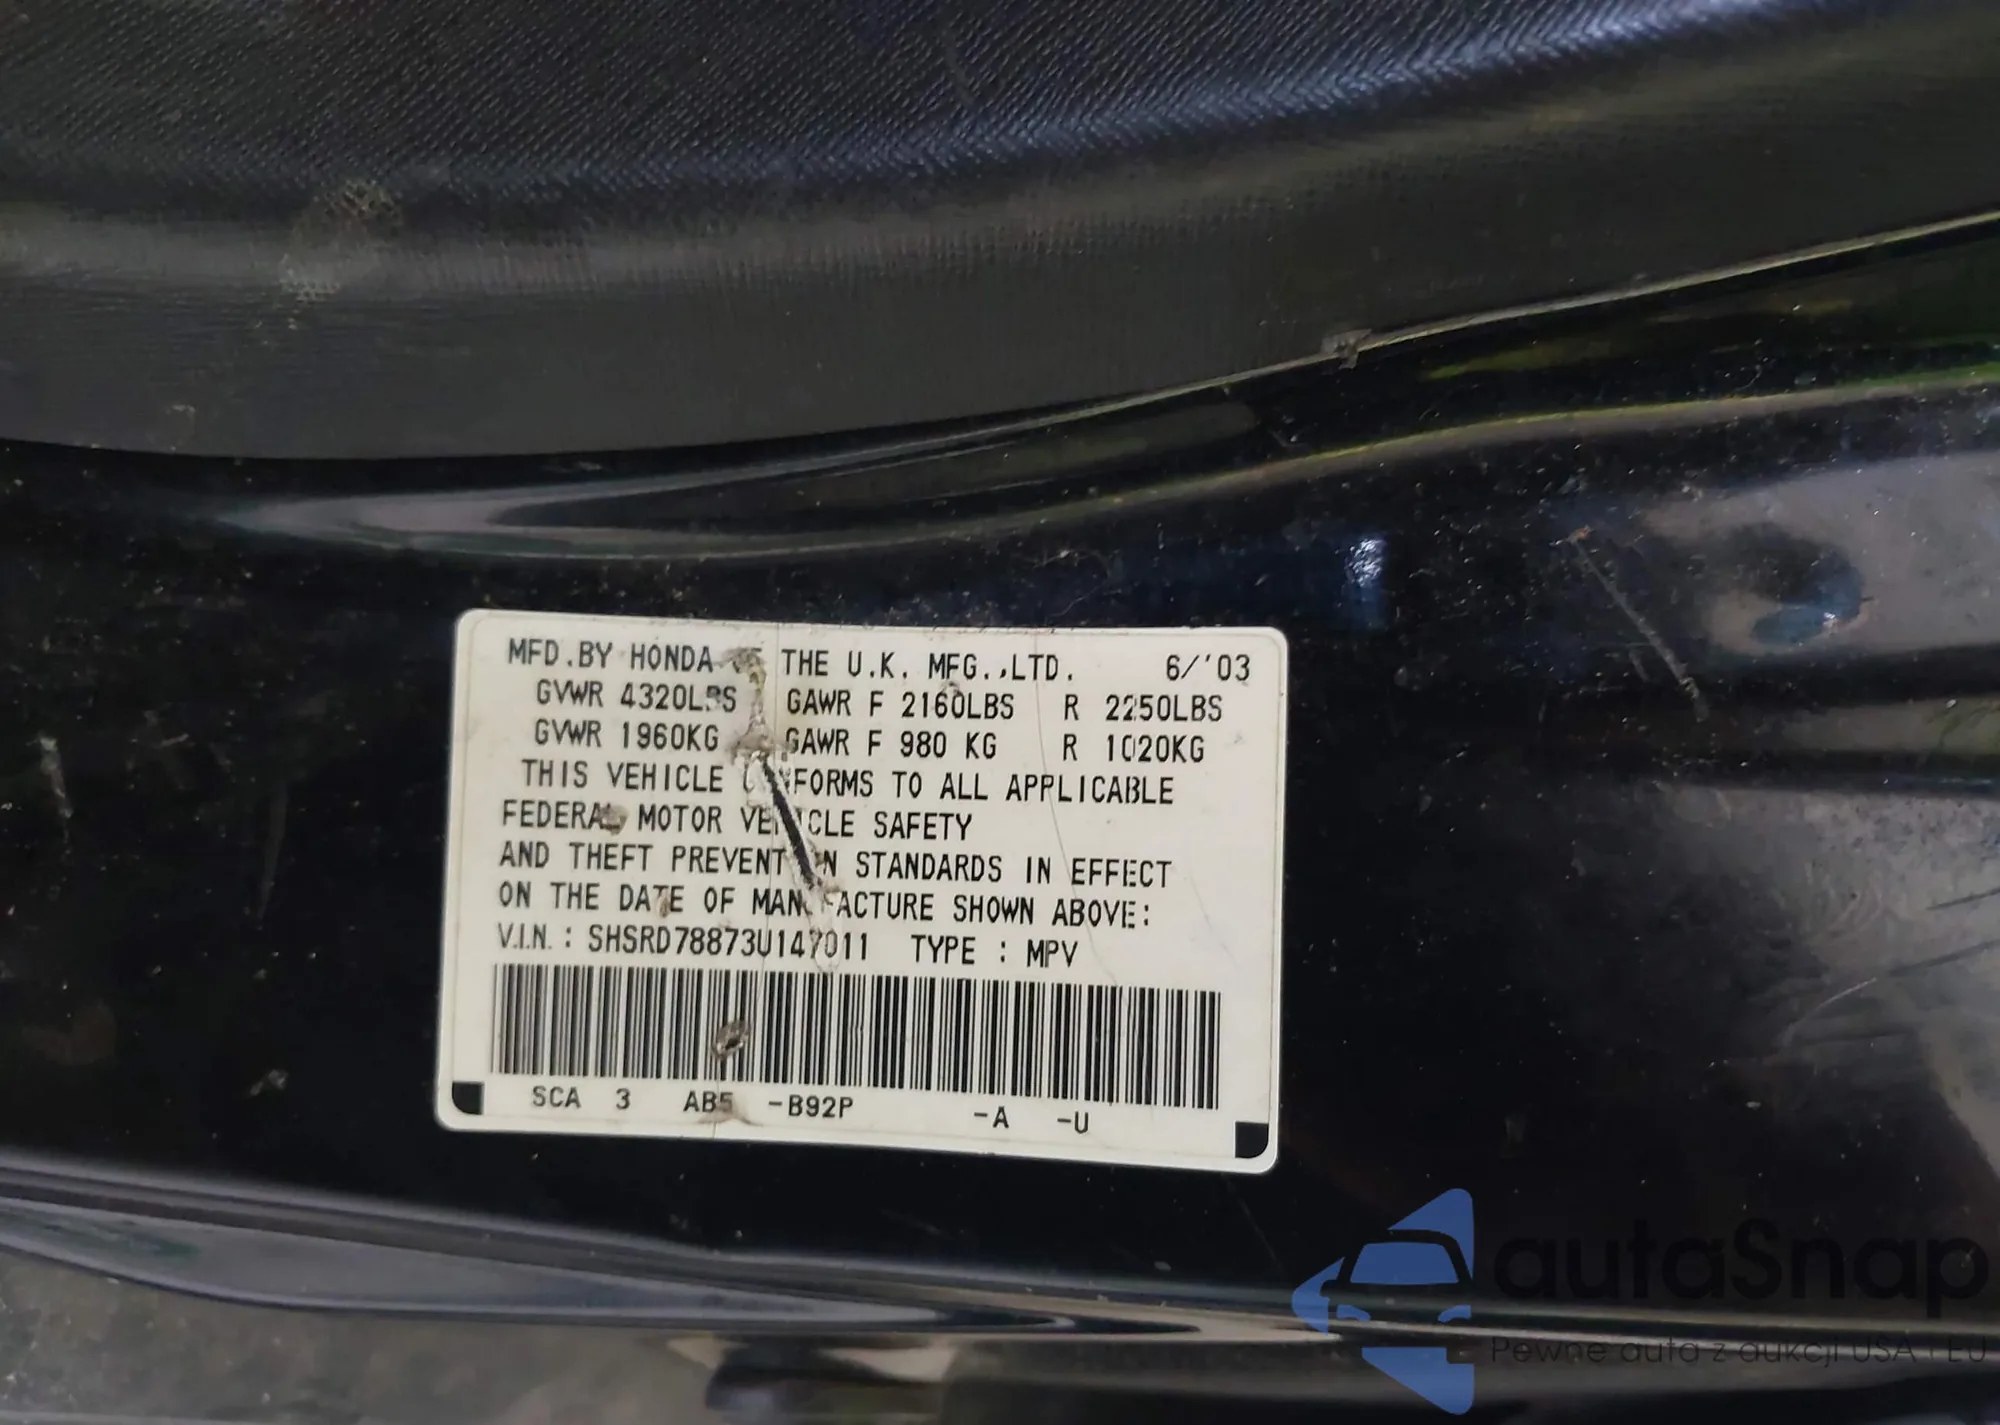 MFD.BY HONDA OF THE U.K. MFG.,LTD. 6/'03
GVWR 4320LBS GAWR F 2160LBS R 2250LBS
GVWR 1960KG GAWR F 980 KG R 1020KG
THIS VEHICLE CONFORMS TO ALL APPLICABLE
FEDERAL MOTOR VEHICLE SAFETY
AND THEFT PREVENTION STANDARDS IN EFFECT
ON THE DATE OF MANUFACTURE SHOWN ABOVE:
V.I.N. : SHSRD78873U147011 TYPE : MPV
SCA 3 AB5 -B92P -A -U
autaSnap
Pewne auta z aukcji USA i EU